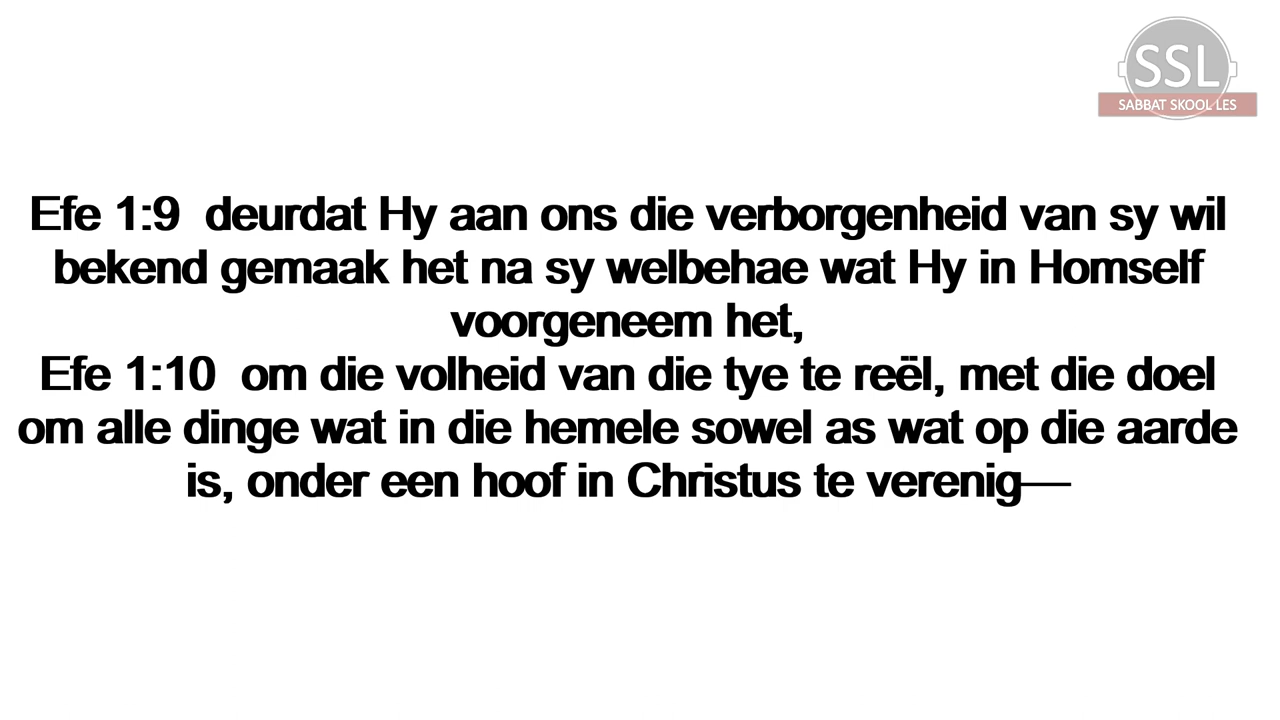 SSL
SABBAT SKOOL LES
Efe 1:9  deurdat Hy aan ons die verborgenheid van sy wil
bekend gemaak het na sy welbehae wat Hy in Homself
voorgeneem het,
Efe 1:10  om die volheid van die tye te reël, met die doel
om alle dinge wat in die hemele sowel as wat op die aarde
is, onder een hoof in Christus te verenig—